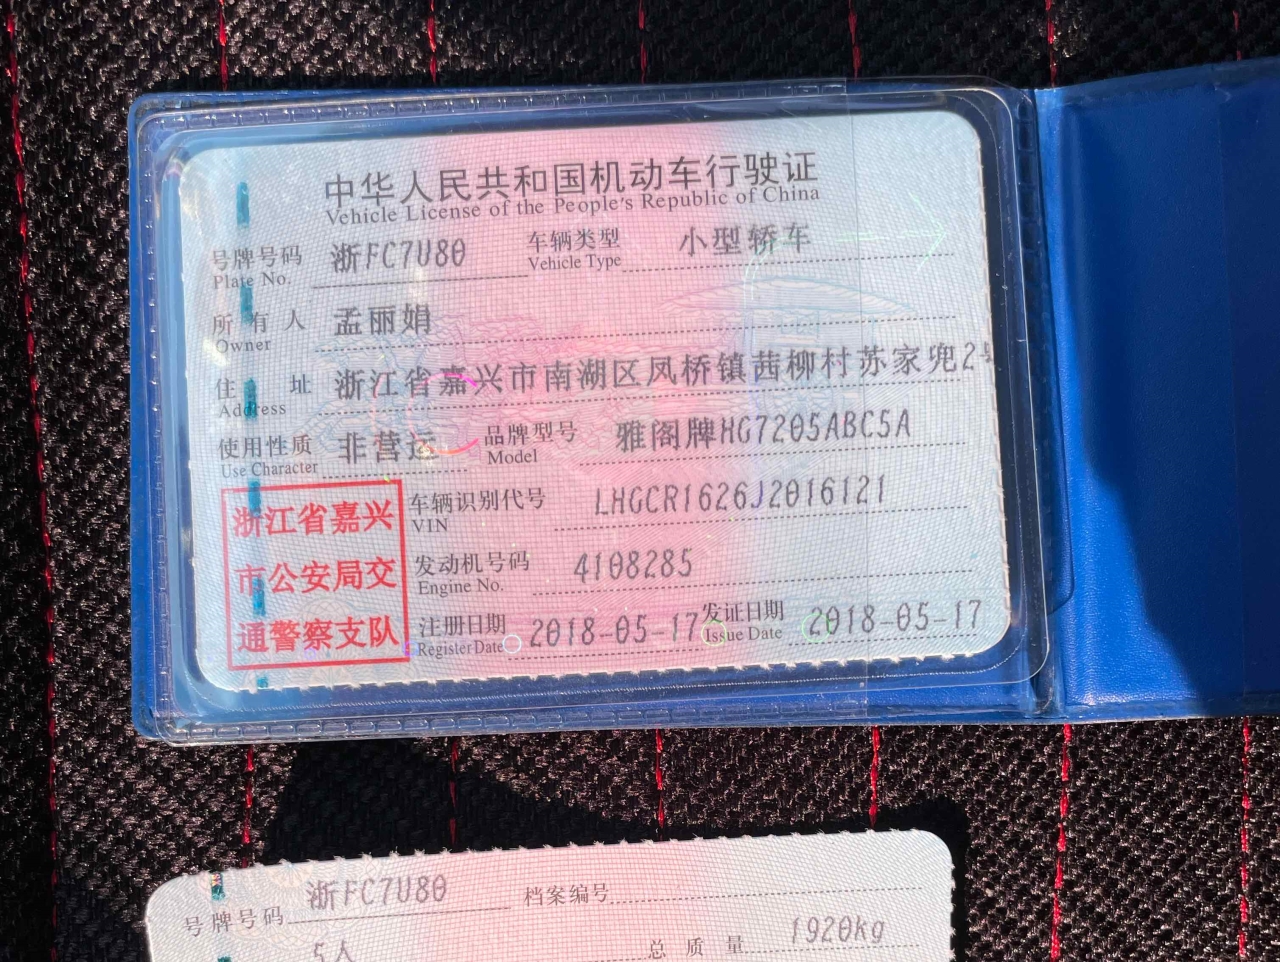 中华人民共和国机动车行驶证
Vehicle License of the People's Republic of China
号牌号码 浙FC7U80 车辆类型 小型轿车
Plate No. Vehicle Type
所有人 孟丽娟
Owner
住址 浙江省嘉兴市南湖区凤桥镇茜柳村苏家兜2号
Address
使用性质 非营运 品牌型号 雅阁牌HG7205ABC5A
Use Character Model
浙江省嘉兴
市公安局交
通警察支队
车辆识别代号 LHGCR1626J2016121
VIN
发动机号码 4108285
Engine No.
注册日期 2018-05-17 发证日期 2018-05-17
Register Date Issue Date
号牌号码 浙FC7U80 档案编号
5人 总质量 1920kg